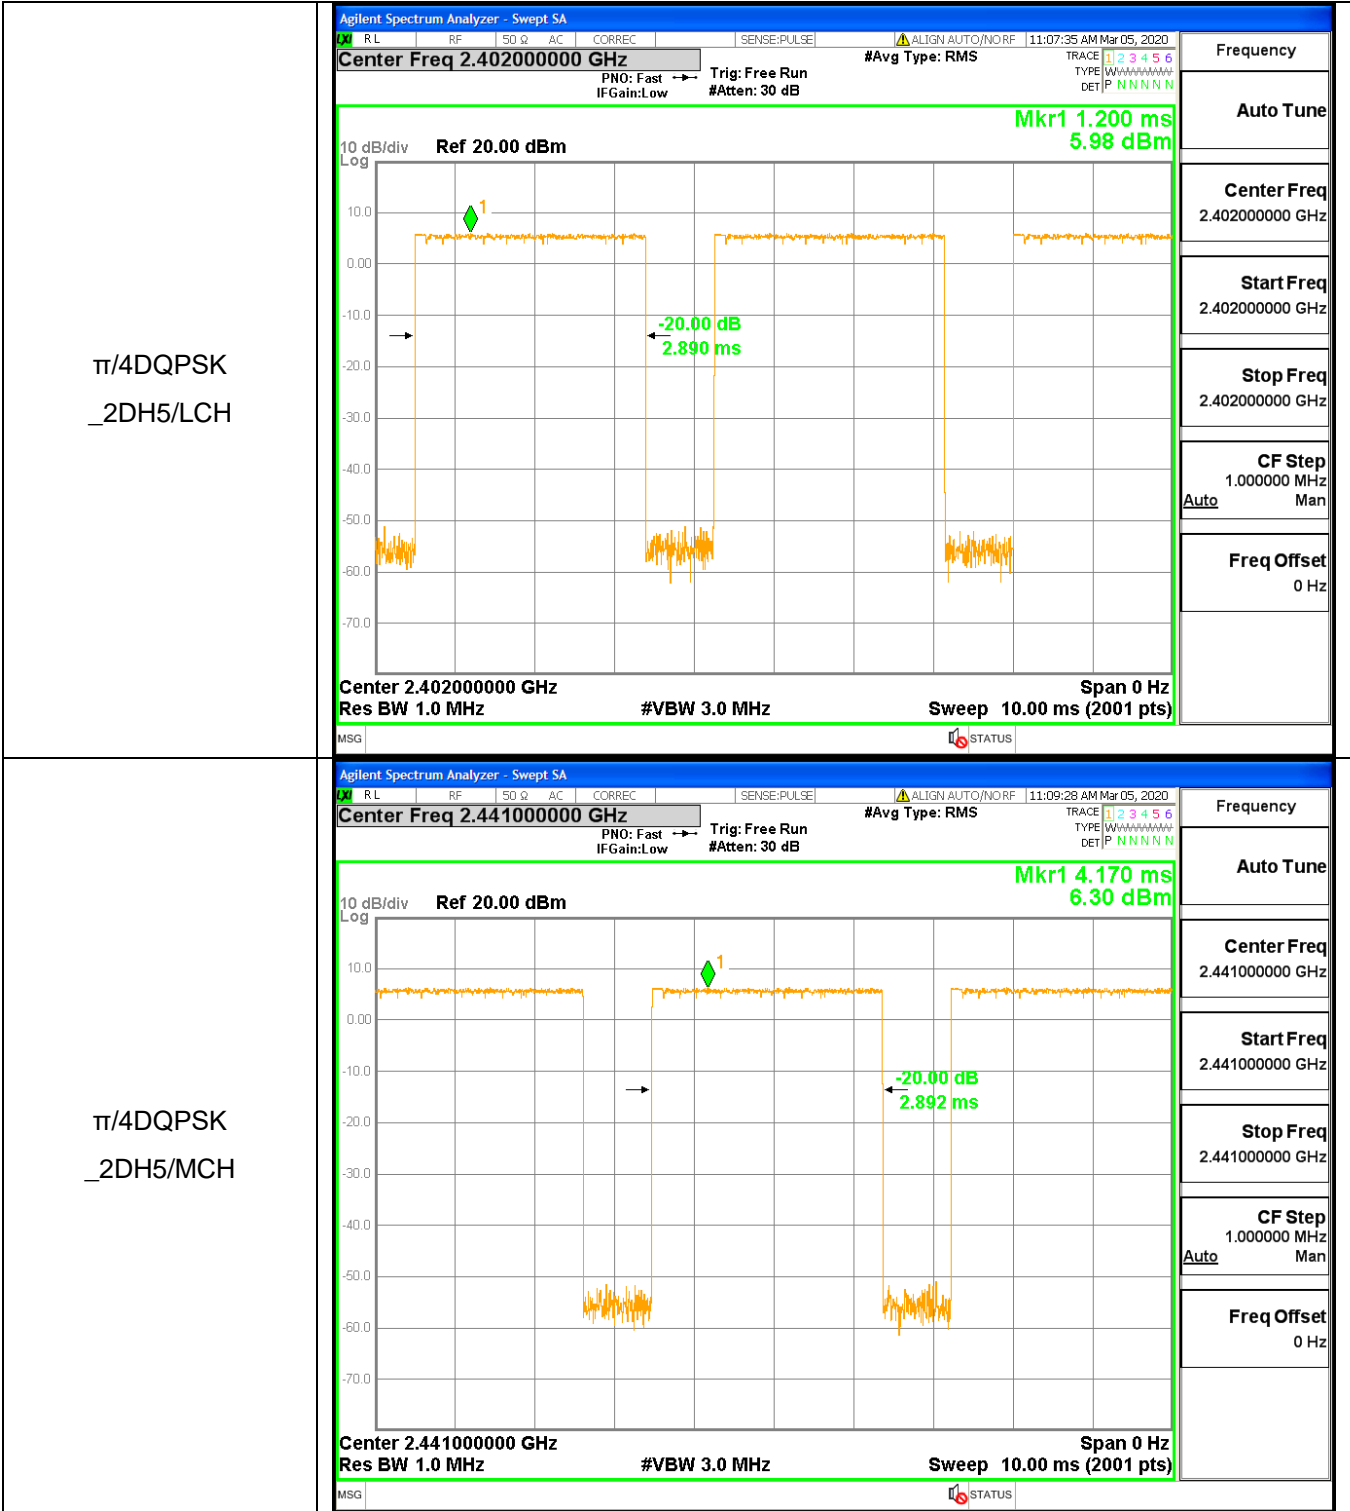 π/4DQPSK
_2DH5/LCH
Agilent Spectrum Analyzer - Swept SA
LXI RL RF 50 Ω AC CORREC SENSE:PULSE ALIGN AUTO/NO RF 11:07:35 AM Mar 05, 2020
Center Freq 2.402000000 GHz #Avg Type: RMS TRACE 1 2 3 4 5 6
PNO: Fast Trig: Free Run TYPE
IFGain:Low #Atten: 30 dB DET P N N N N N
Mkr1 1.200 ms
5.98 dBm
10 dB/div Ref 20.00 dBm
Log
10.0
1
0.00
-10.0
-20.00 dB
2.890 ms
-20.0
-30.0
-40.0
-50.0
-60.0
-70.0
Center 2.402000000 GHz Span 0 Hz
Res BW 1.0 MHz #VBW 3.0 MHz Sweep 10.00 ms (2001 pts)
MSG STATUS
Frequency
Auto Tune
Center Freq
2.402000000 GHz
Start Freq
2.402000000 GHz
Stop Freq
2.402000000 GHz
CF Step
1.000000 MHz
Auto Man
Freq Offset
0 Hz
π/4DQPSK
_2DH5/MCH
Agilent Spectrum Analyzer - Swept SA
LXI RL RF 50 Ω AC CORREC SENSE:PULSE ALIGN AUTO/NO RF 11:09:28 AM Mar 05, 2020
Center Freq 2.441000000 GHz #Avg Type: RMS TRACE 1 2 3 4 5 6
PNO: Fast Trig: Free Run TYPE
IFGain:Low #Atten: 30 dB DET P N N N N N
Mkr1 4.170 ms
6.30 dBm
10 dB/div Ref 20.00 dBm
Log
10.0
1
0.00
-10.0
-20.00 dB
2.892 ms
-20.0
-30.0
-40.0
-50.0
-60.0
-70.0
Center 2.441000000 GHz Span 0 Hz
Res BW 1.0 MHz #VBW 3.0 MHz Sweep 10.00 ms (2001 pts)
MSG STATUS
Frequency
Auto Tune
Center Freq
2.441000000 GHz
Start Freq
2.441000000 GHz
Stop Freq
2.441000000 GHz
CF Step
1.000000 MHz
Auto Man
Freq Offset
0 Hz